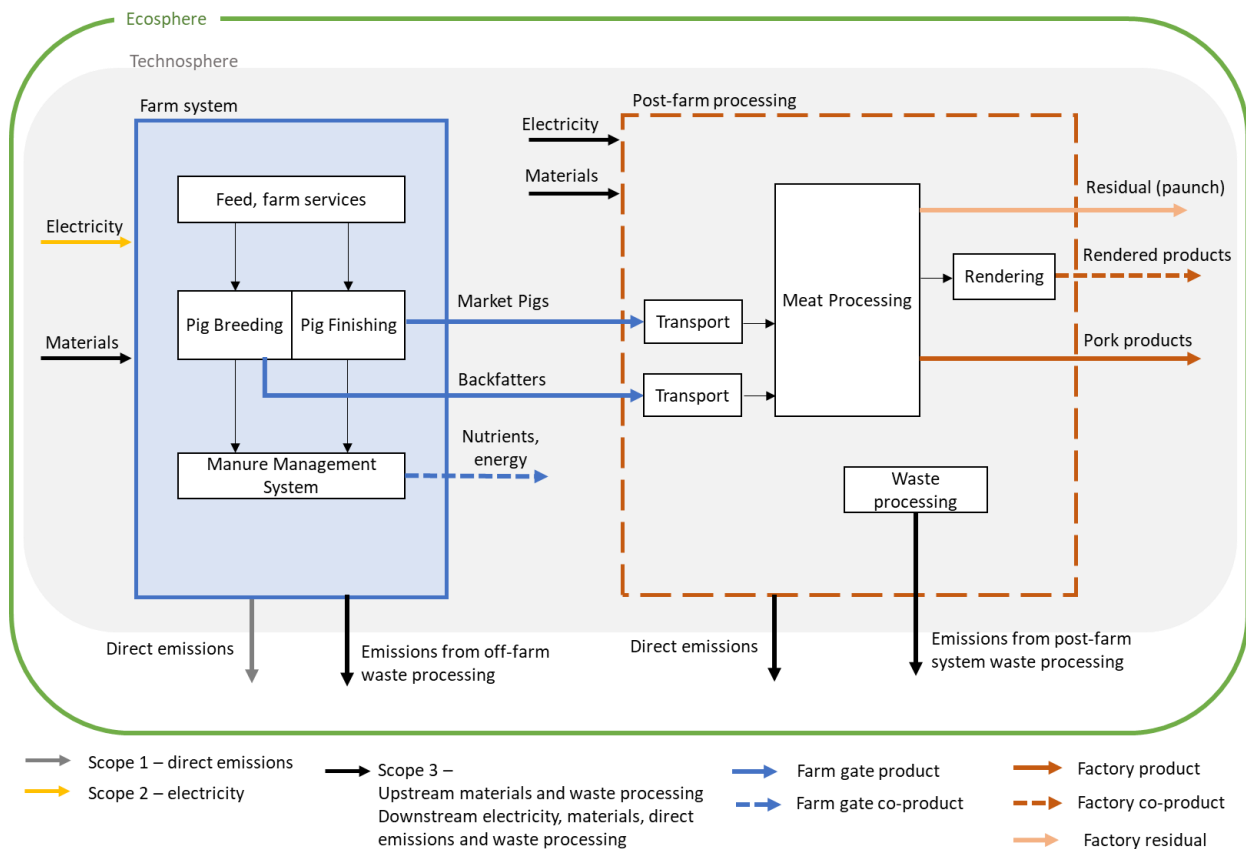 Ecosphere
Technosphere
Farm system
Post-farm processing
Electricity
Materials
Feed, farm services
Residual (paunch)
Electricity
Rendered products
Rendering
Market Pigs
Meat Processing
Pig Breeding
Pig Finishing
Transport
Materials
Pork products
Backfatters
Transport
Nutrients,
energy
Manure Management
System
Waste
processing
Direct emissions
Emissions from off-farm
waste processing
Direct emissions
Emissions from post-farm
system waste processing
Scope 1 – direct emissions
Scope 2 – electricity
Scope 3 –
Upstream materials and waste processing
Downstream electricity, materials, direct
emissions and waste processing
Farm gate product
Farm gate co-product
Factory product
Factory co-product
Factory residual